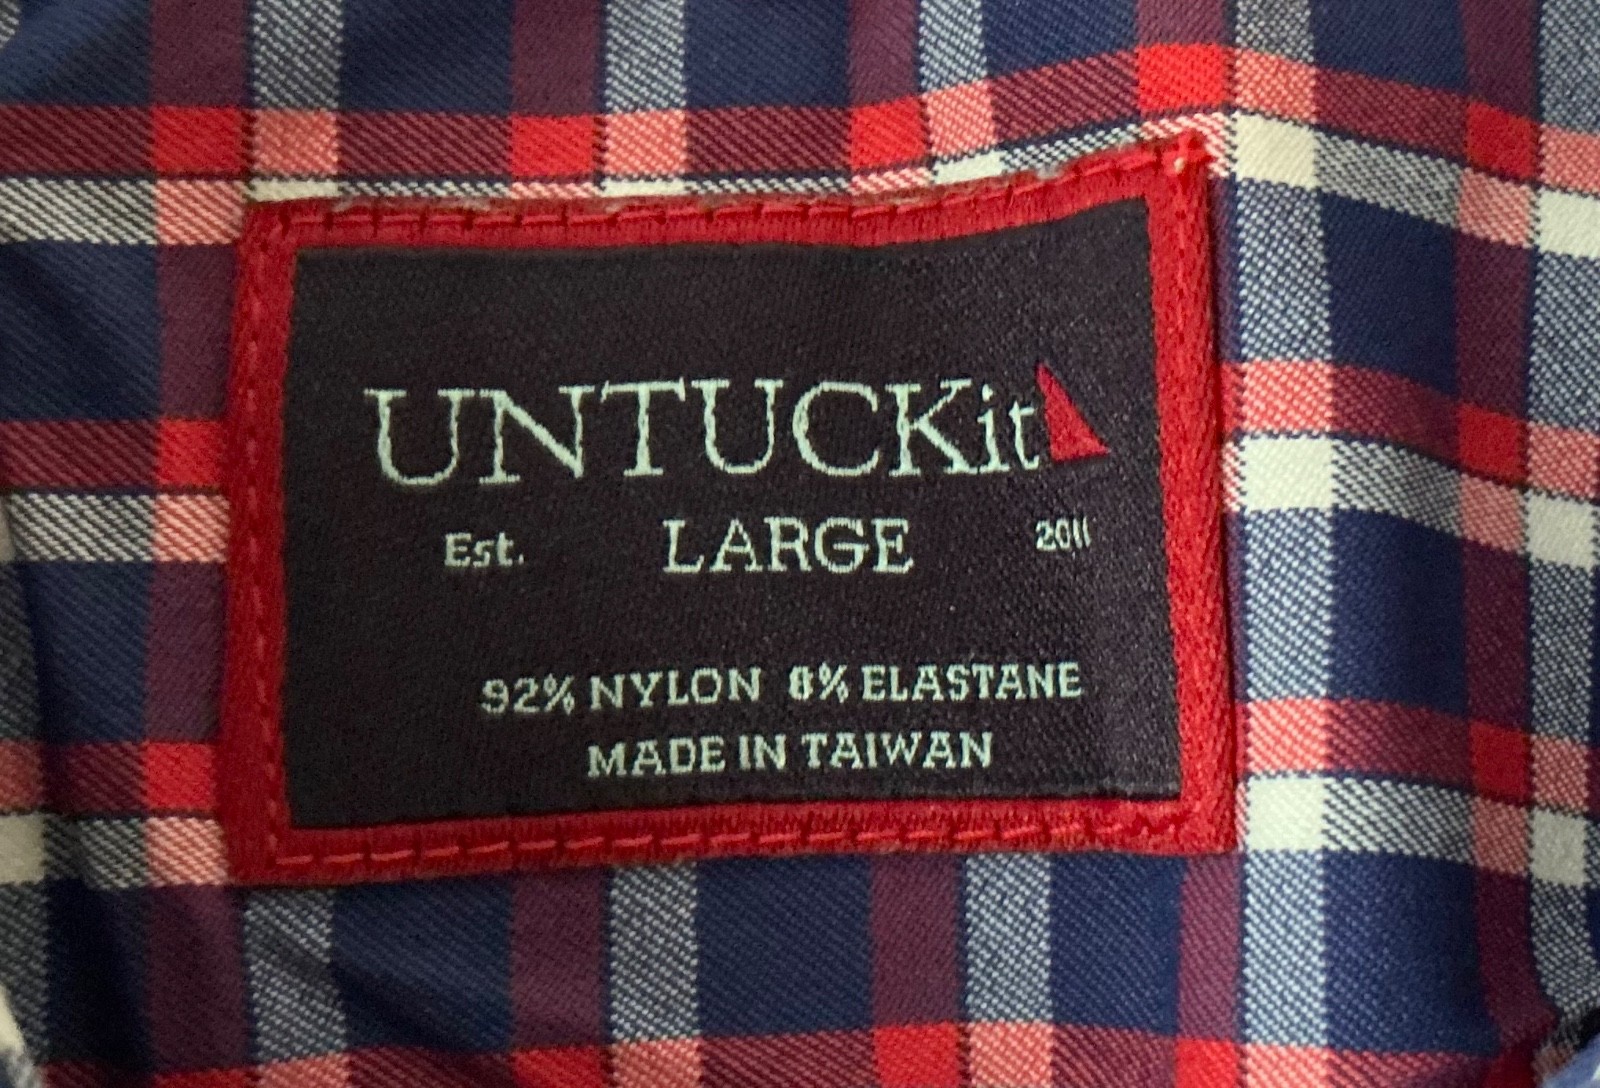 UNTUCKit
Est. LARGE 2011
92% NYLON 8% ELASTANE
MADE IN TAIWAN